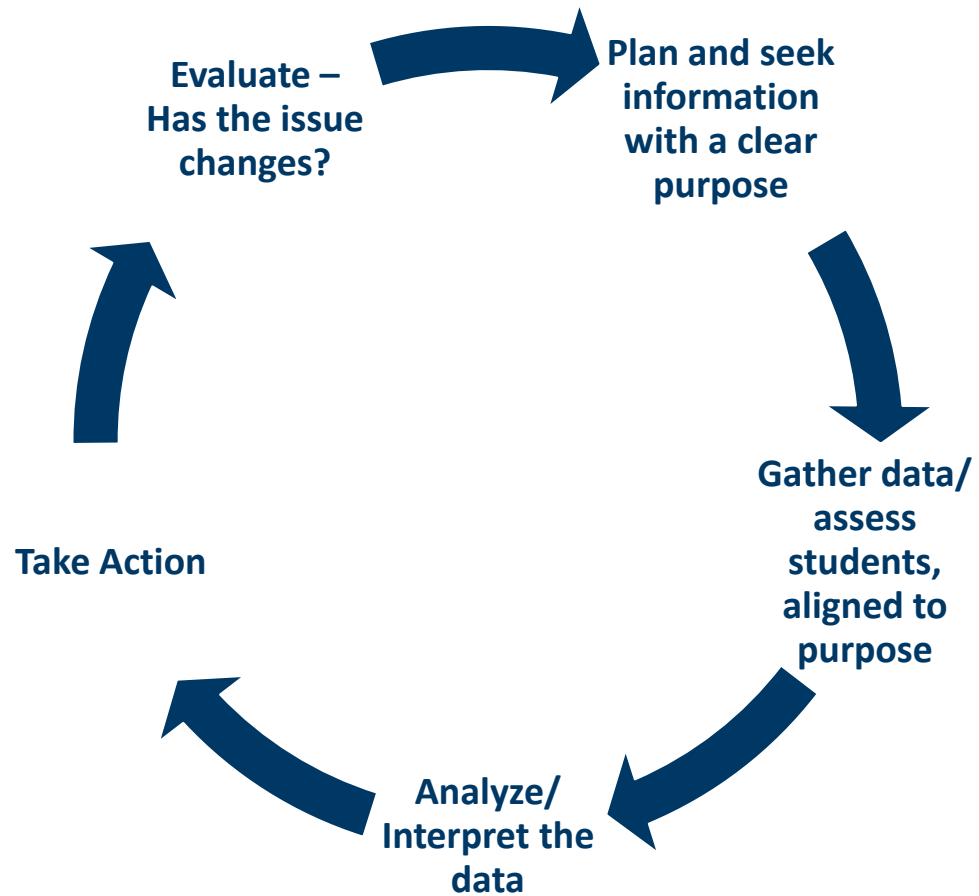 Evaluate –
Has the issue
changes?
Plan and seek
information
with a clear
purpose
Gather data/
assess
students,
aligned to
purpose
Analyze/
Interpret the
data
Take Action